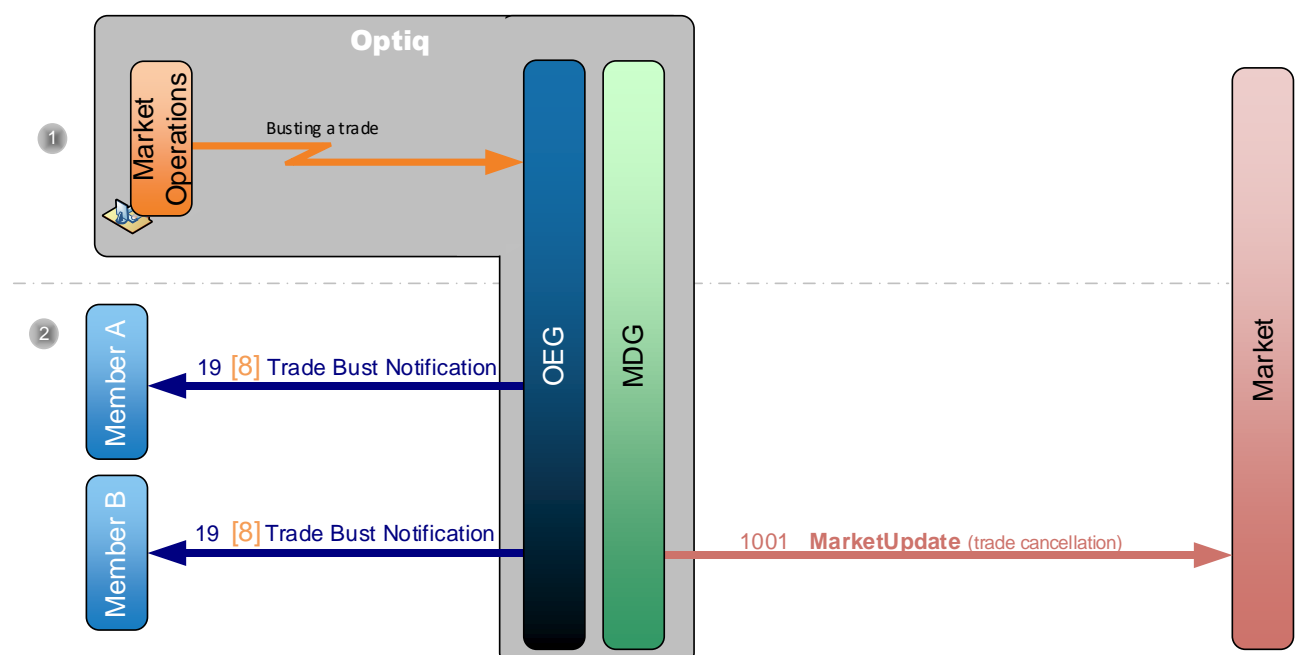 Optiq
Market
Operations
1
Busting a trade
OEG
MDG
Market
2
Member A
19 [8] Trade Bust Notification
Member B
19 [8] Trade Bust Notification
1001 MarketUpdate (trade cancellation)